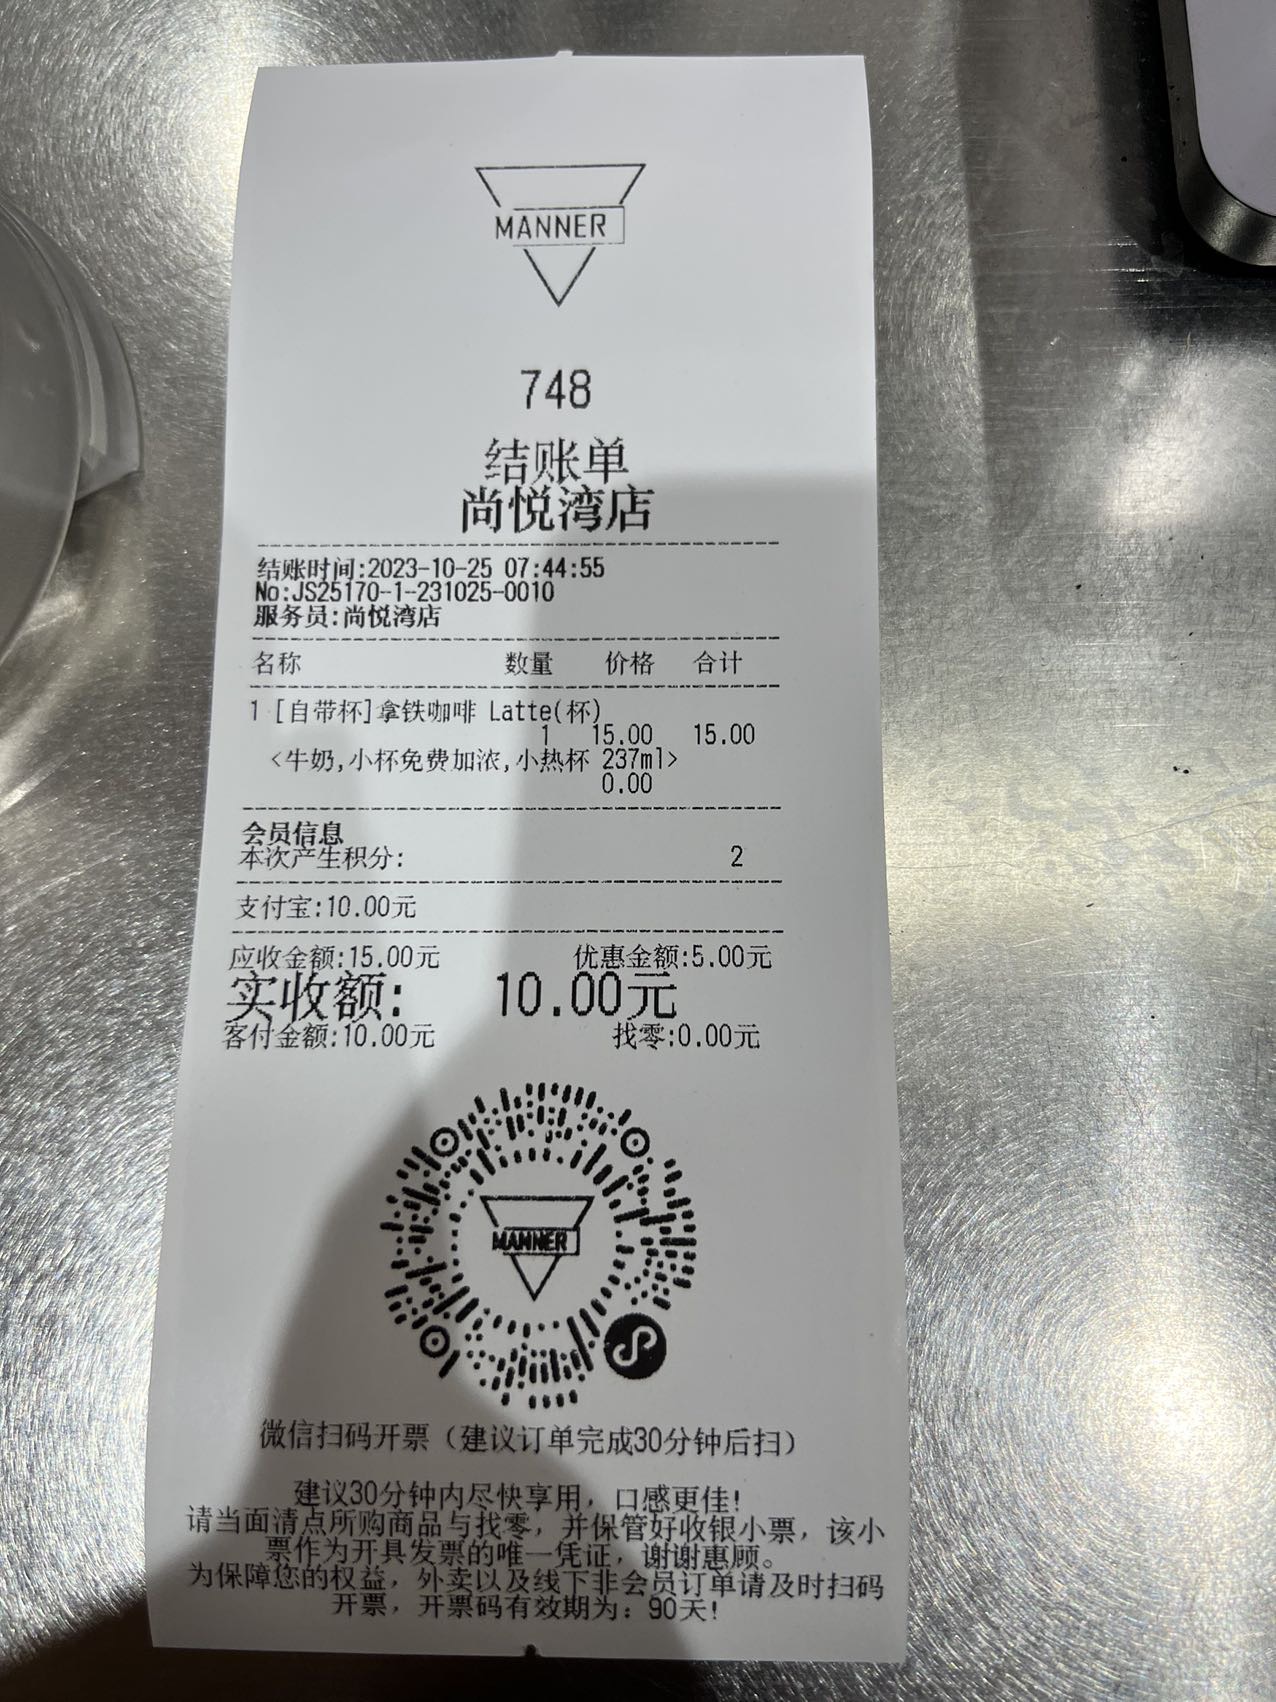 MANNER
748
结账单
尚悦湾店
结账时间:2023-10-25 07:44:55
No:JS25170-1-231025-0010
服务员:尚悦湾店
名称 数量 价格 合计
1 [自带杯]拿铁咖啡 Latte(杯)
1 15.00 15.00
<牛奶,小杯免费加浓,小热杯 237ml>
0.00
会员信息
本次产生积分: 2
支付宝:10.00元
应收金额:15.00元 优惠金额:5.00元
实收额: 10.00元
客付金额:10.00元 找零:0.00元
MANNER
微信扫码开票（建议订单完成30分钟后扫）
建议30分钟内尽快享用，口感更佳!
请当面清点所购商品与找零，并保管好收银小票，该小
票作为开具发票的唯一凭证，谢谢惠顾。
为保障您的权益，外卖以及线下非会员订单请及时扫码
开票，开票码有效期为：90天!